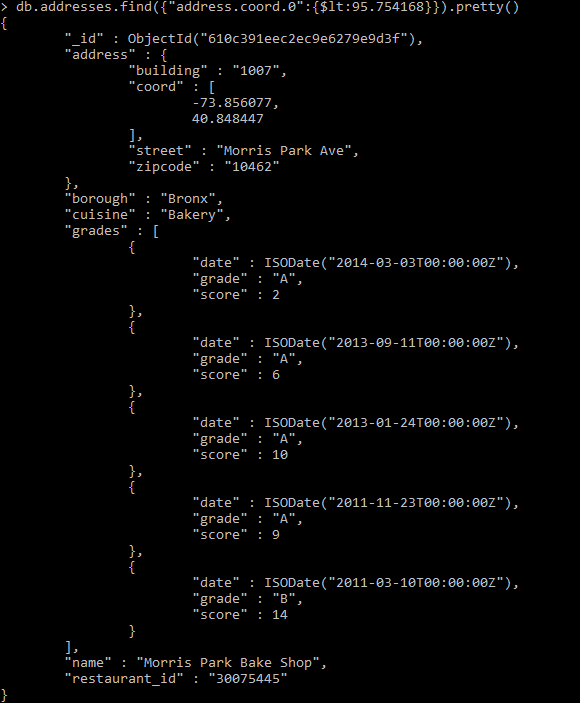 > db.addresses.find({"address.coord.0":{$lt:95.754168}}).pretty()
{
        "_id" : ObjectId("610c391eec2ec9e6279e9d3f"),
        "address" : {
                "building" : "1007",
                "coord" : [
                        -73.856077,
                        40.848447
                ],
                "street" : "Morris Park Ave",
                "zipcode" : "10462"
        },
        "borough" : "Bronx",
        "cuisine" : "Bakery",
        "grades" : [
                {
                        "date" : ISODate("2014-03-03T00:00:00Z"),
                        "grade" : "A",
                        "score" : 2
                },
                {
                        "date" : ISODate("2013-09-11T00:00:00Z"),
                        "grade" : "A",
                        "score" : 6
                },
                {
                        "date" : ISODate("2013-01-24T00:00:00Z"),
                        "grade" : "A",
                        "score" : 10
                },
                {
                        "date" : ISODate("2011-11-23T00:00:00Z"),
                        "grade" : "A",
                        "score" : 9
                },
                {
                        "date" : ISODate("2011-03-10T00:00:00Z"),
                        "grade" : "B",
                        "score" : 14
                }
        ],
        "name" : "Morris Park Bake Shop",
        "restaurant_id" : "30075445"
}